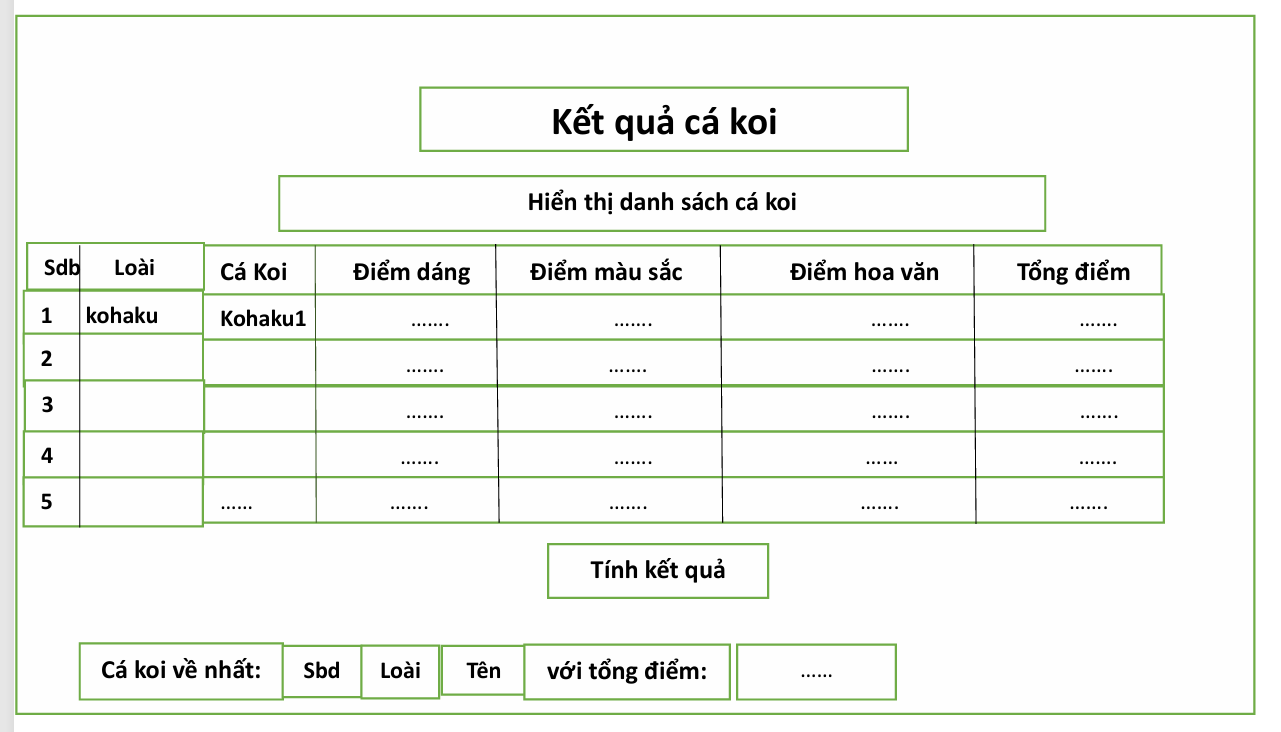 Kết quả cá koi
Hiển thị danh sách cá koi
Sdb Loài Cá Koi Điểm dáng Điểm màu sắc Điểm hoa văn Tổng điểm
1 kohaku Kohaku1 ....... ....... ....... .......
2 ....... ....... ....... .......
3 ....... ....... ....... .......
4 ....... ....... ...... .......
5 ...... ....... ....... ....... .......
Tính kết quả
Cá koi về nhất: Sbd Loài Tên với tổng điểm: ......